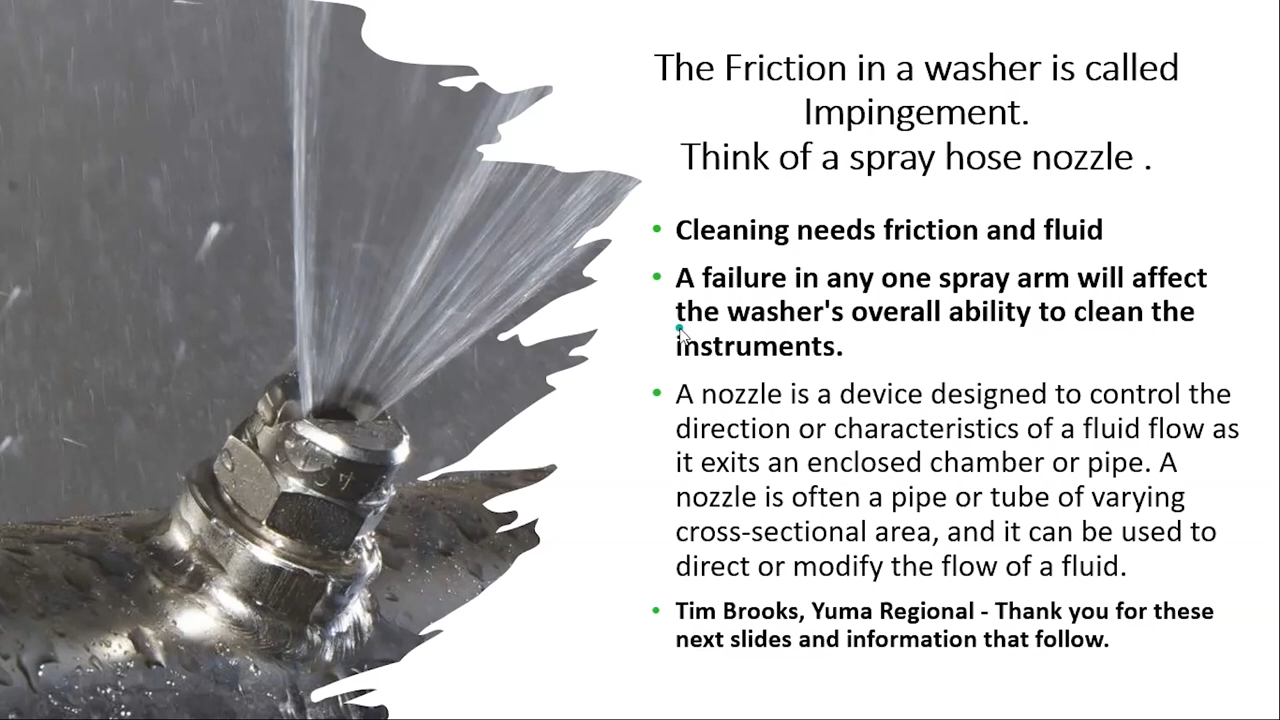 The Friction in a washer is called
Impingement.
Think of a spray hose nozzle .
• Cleaning needs friction and fluid
• A failure in any one spray arm will affect
the washer's overall ability to clean the
instruments.
• A nozzle is a device designed to control the
direction or characteristics of a fluid flow as
it exits an enclosed chamber or pipe. A
nozzle is often a pipe or tube of varying
cross-sectional area, and it can be used to
direct or modify the flow of a fluid.
• Tim Brooks, Yuma Regional - Thank you for these
next slides and information that follow.